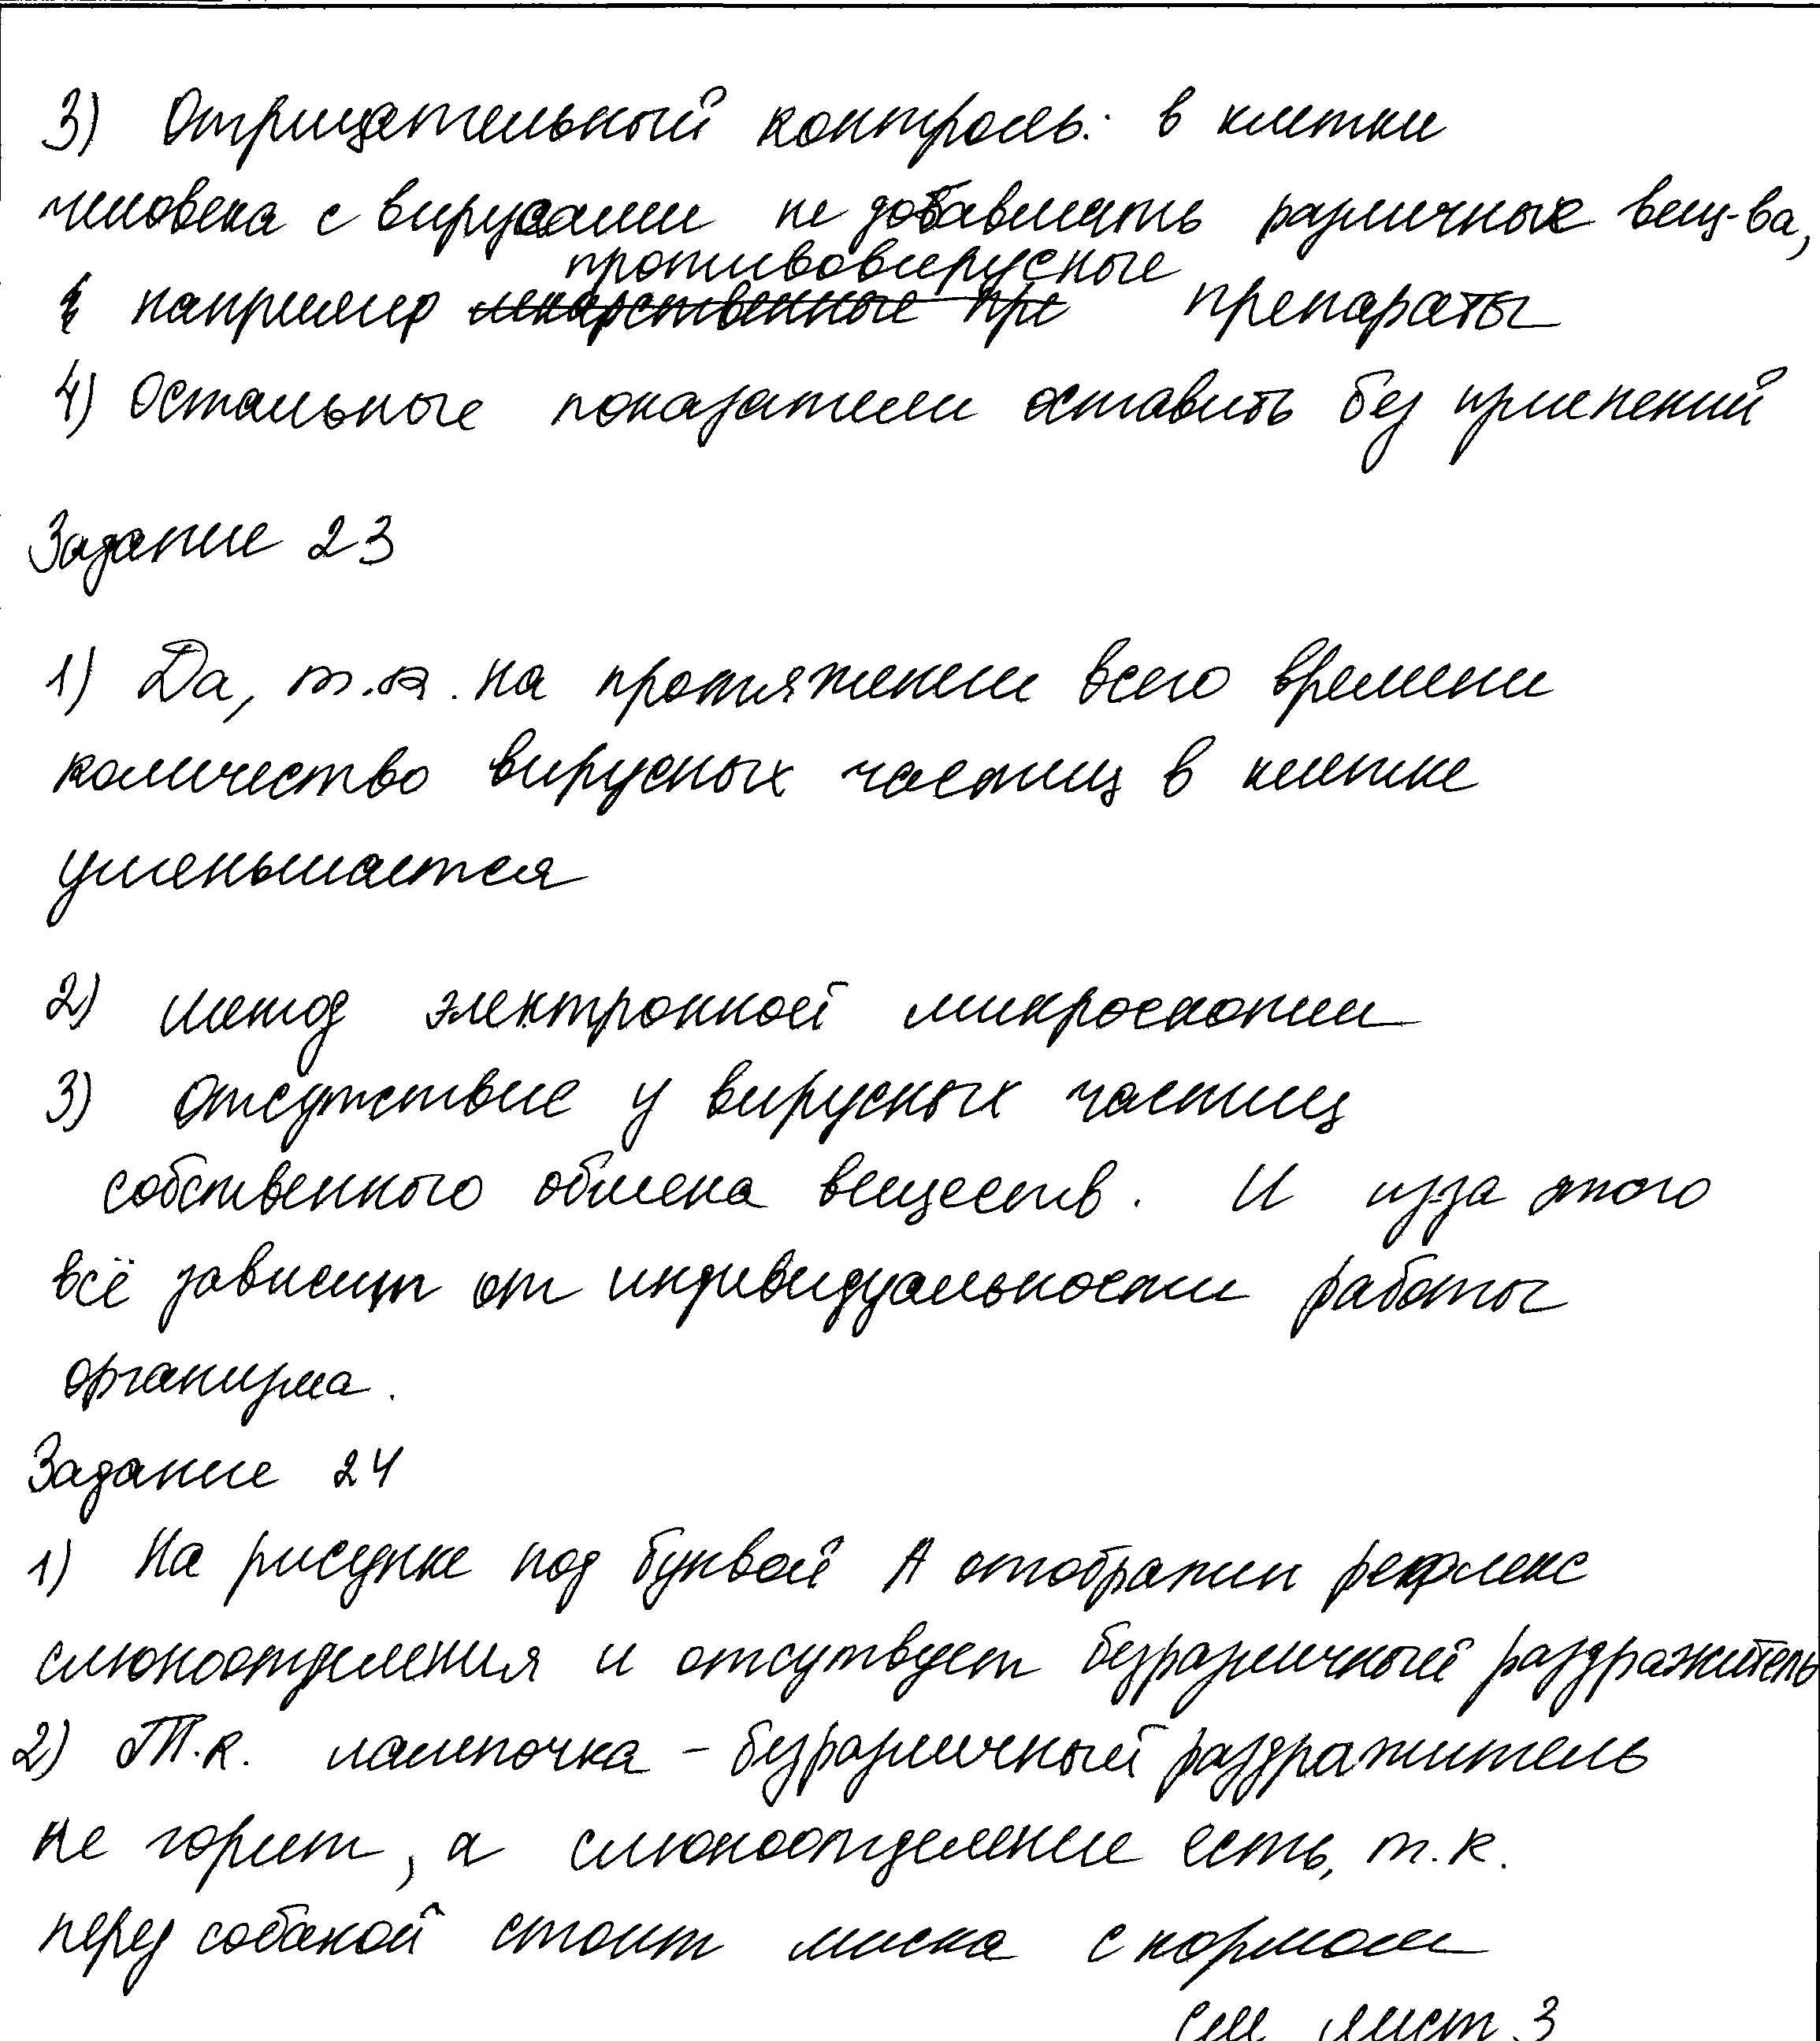 3) Отрицательный контроль: в клетки
человека с вирусами не добавлять различные вещ-ва,
противовирусные
например лекарственные пре препараты
4) Остальные показатели оставить без применений
Задание 23
1) Да, т.к. на протяжении всего времени
количество вирусных частиц в клетке
уменьшается
2) Метод электронной микроскопии
3) Отсутствие у вирусных частиц
собственного обмена веществ. И из-за этого
всё зависит от индивидуальности работы
организма.
Задание 24
1) На рисунке под буквой А отображен рефлекс
слюноотделения и отсутвует безразличный раздражитель
2) Т.к. лампочка - безразличный раздражитель
не горит, а слюноотделение есть, т.к.
перед собакой стоит миска с кормом
см лист 3